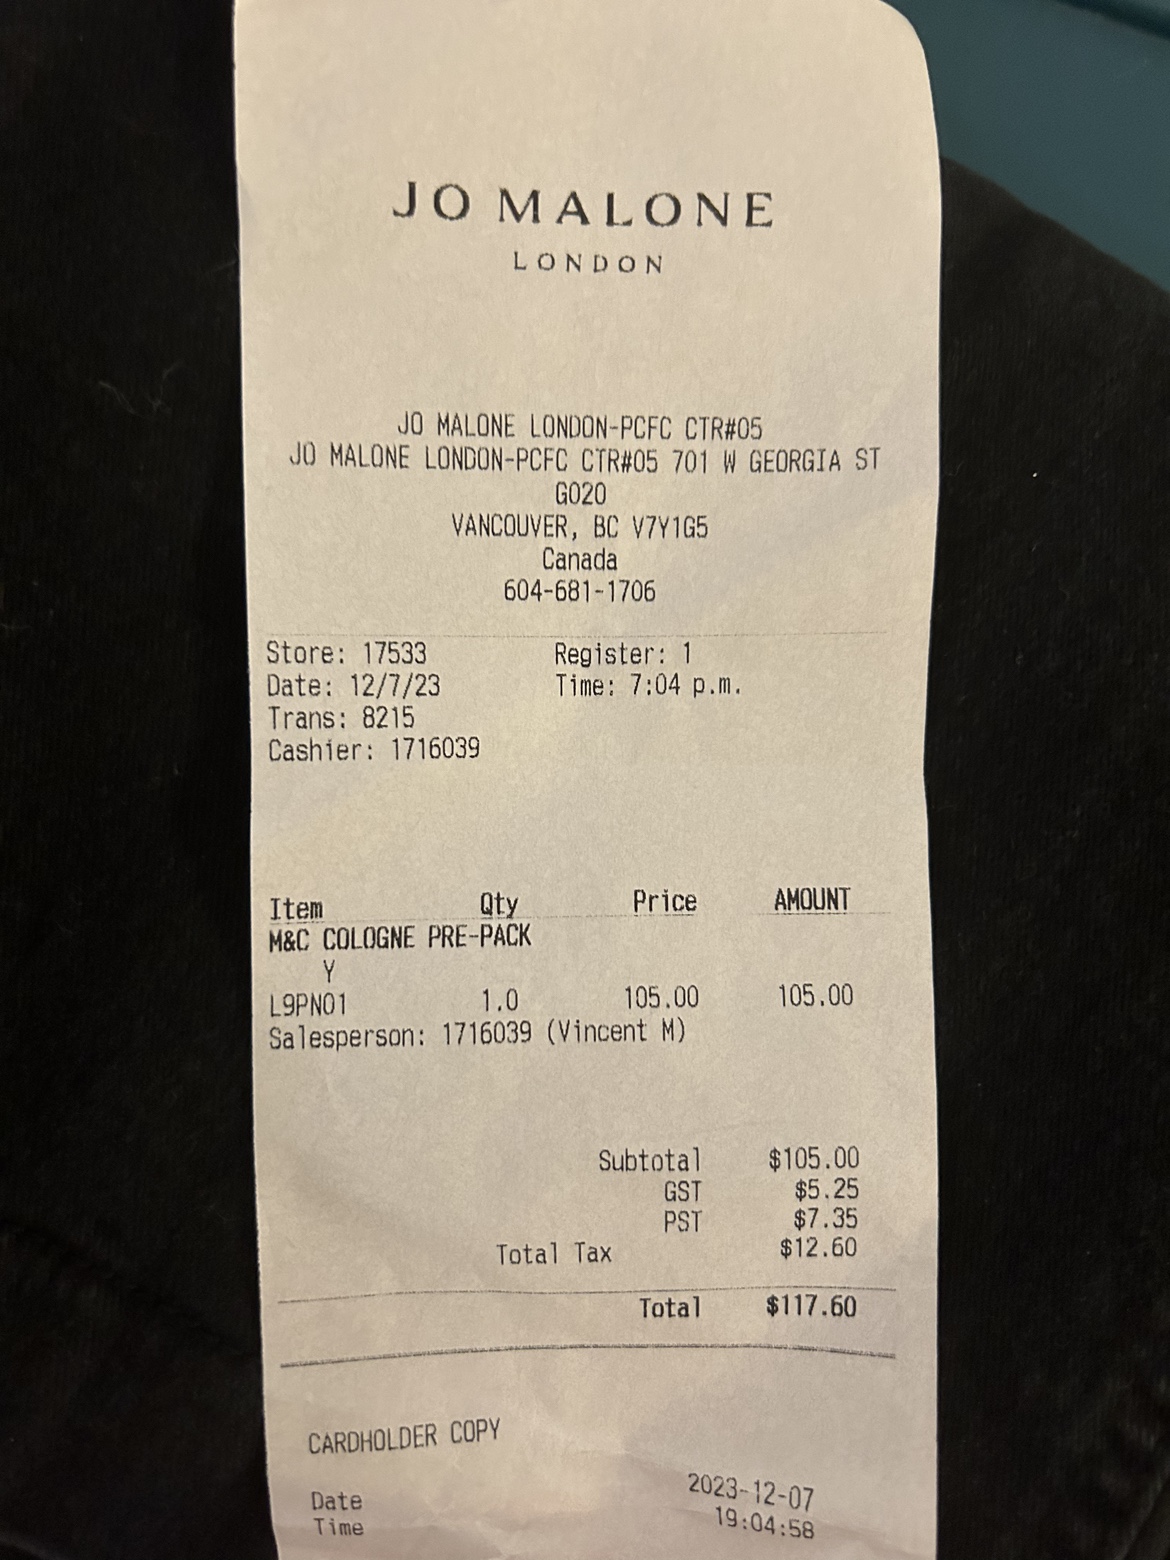 JO MALONE
LONDON
JO MALONE LONDON-PCFC CTR#05
JO MALONE LONDON-PCFC CTR#05 701 W GEORGIA ST
G020
VANCOUVER, BC V7Y1G5
Canada
604-681-1706
Store: 17533 Register: 1
Date: 12/7/23 Time: 7:04 p.m.
Trans: 8215
Cashier: 1716039
Item Qty Price AMOUNT
M&C COLOGNE PRE-PACK
Y
L9PN01 1.0 105.00 105.00
Salesperson: 1716039 (Vincent M)
Subtotal $105.00
GST $5.25
PST $7.35
Total Tax $12.60
Total $117.60
CARDHOLDER COPY
Date 2023-12-07
Time 19:04:58